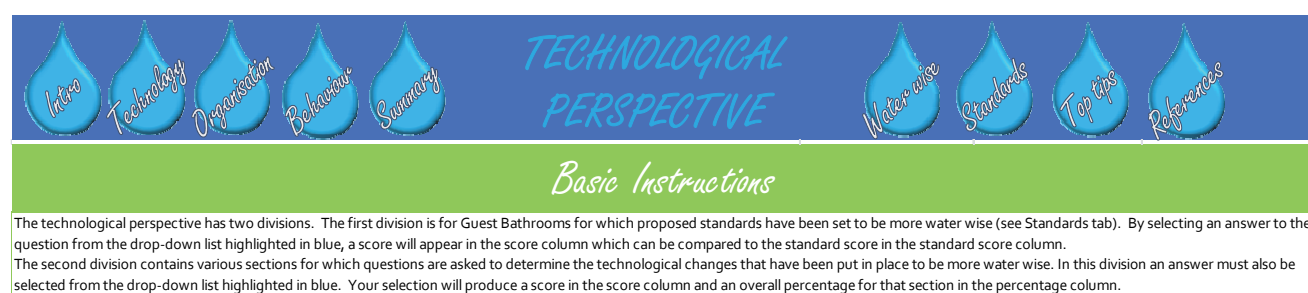 Intro
Technology
Organisation
Behaviour
Summary
TECHNOLOGICAL
PERSPECTIVE
Water wise
Standards
Top tips
References
Basic Instructions
The technological perspective has two divisions. The first division is for Guest Bathrooms for which proposed standards have been set to be more water wise (see Standards tab). By selecting an answer to the
question from the drop-down list highlighted in blue, a score will appear in the score column which can be compared to the standard score in the standard score column.
The second division contains various sections for which questions are asked to determine the technological changes that have been put in place to be more water wise. In this division an answer must also be
selected from the drop-down list highlighted in blue. Your selection will produce a score in the score column and an overall percentage for that section in the percentage column.